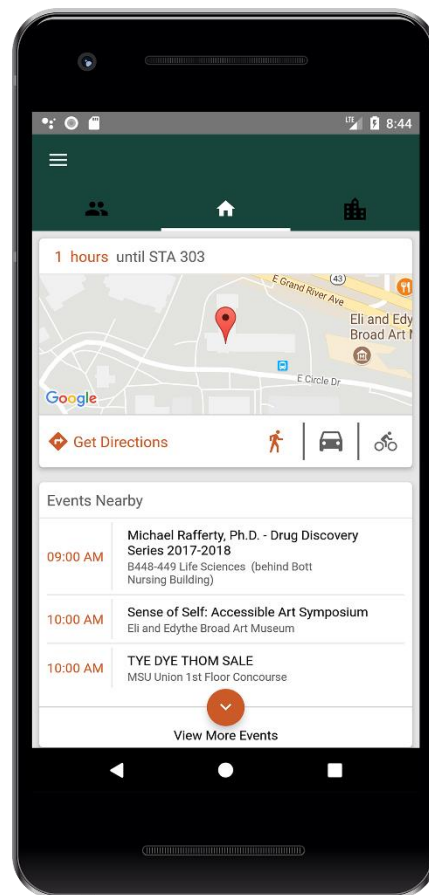 LTE 8:44
1 hours until STA 303
43
E Grand River Ave
Eli and Edy
Broad Art
E Circle Dr
Google
Get Directions
Events Nearby
09:00 AM
Michael Rafferty, Ph.D. - Drug Discovery
Series 2017-2018
B448-449 Life Sciences (behind Bott
Nursing Building)
10:00 AM
Sense of Self: Accessible Art Symposium
Eli and Edythe Broad Art Museum
10:00 AM
TYE DYE THOM SALE
MSU Union 1st Floor Concourse
View More Events